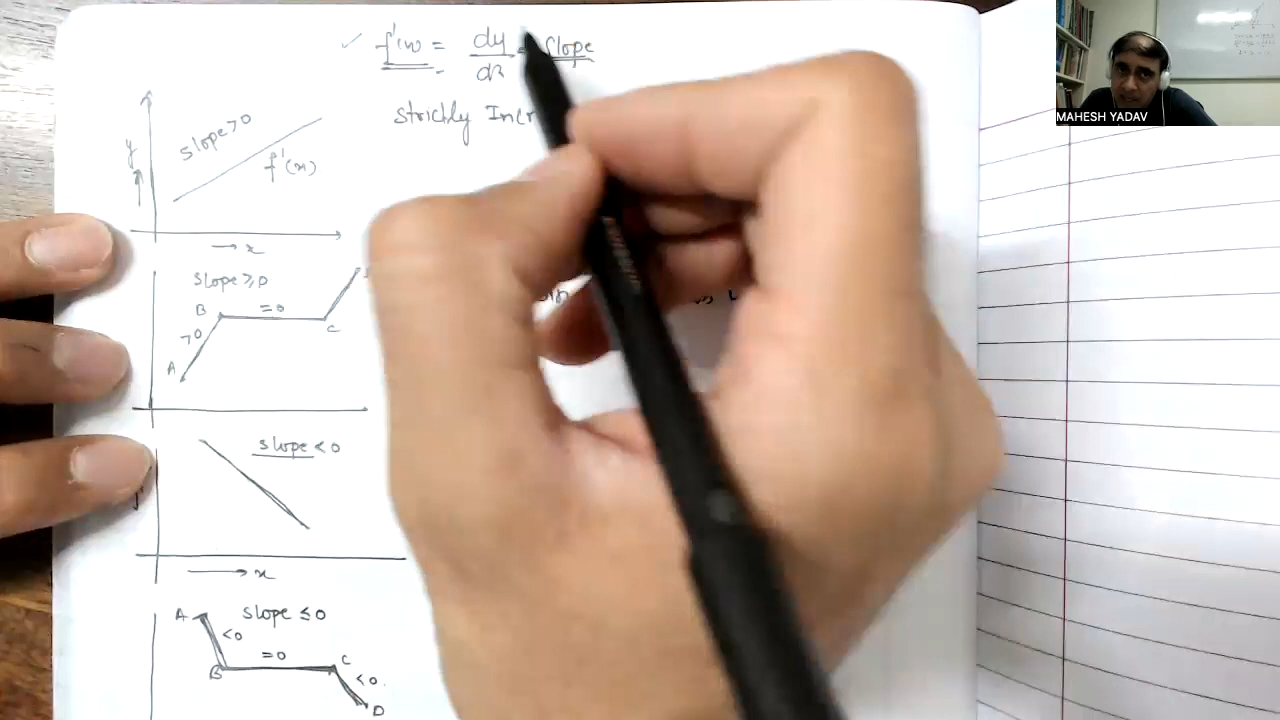 f'(x) = dy/dx = Slope
MAHESH YADAV
Strictly Incr
slope>0
y
f'(x)
→ x
Slope ≥ 0
B
= 0
C
>0
A
slope < 0
→ x
A
Slope ≤ 0
<0
= 0
C
B
<0
D